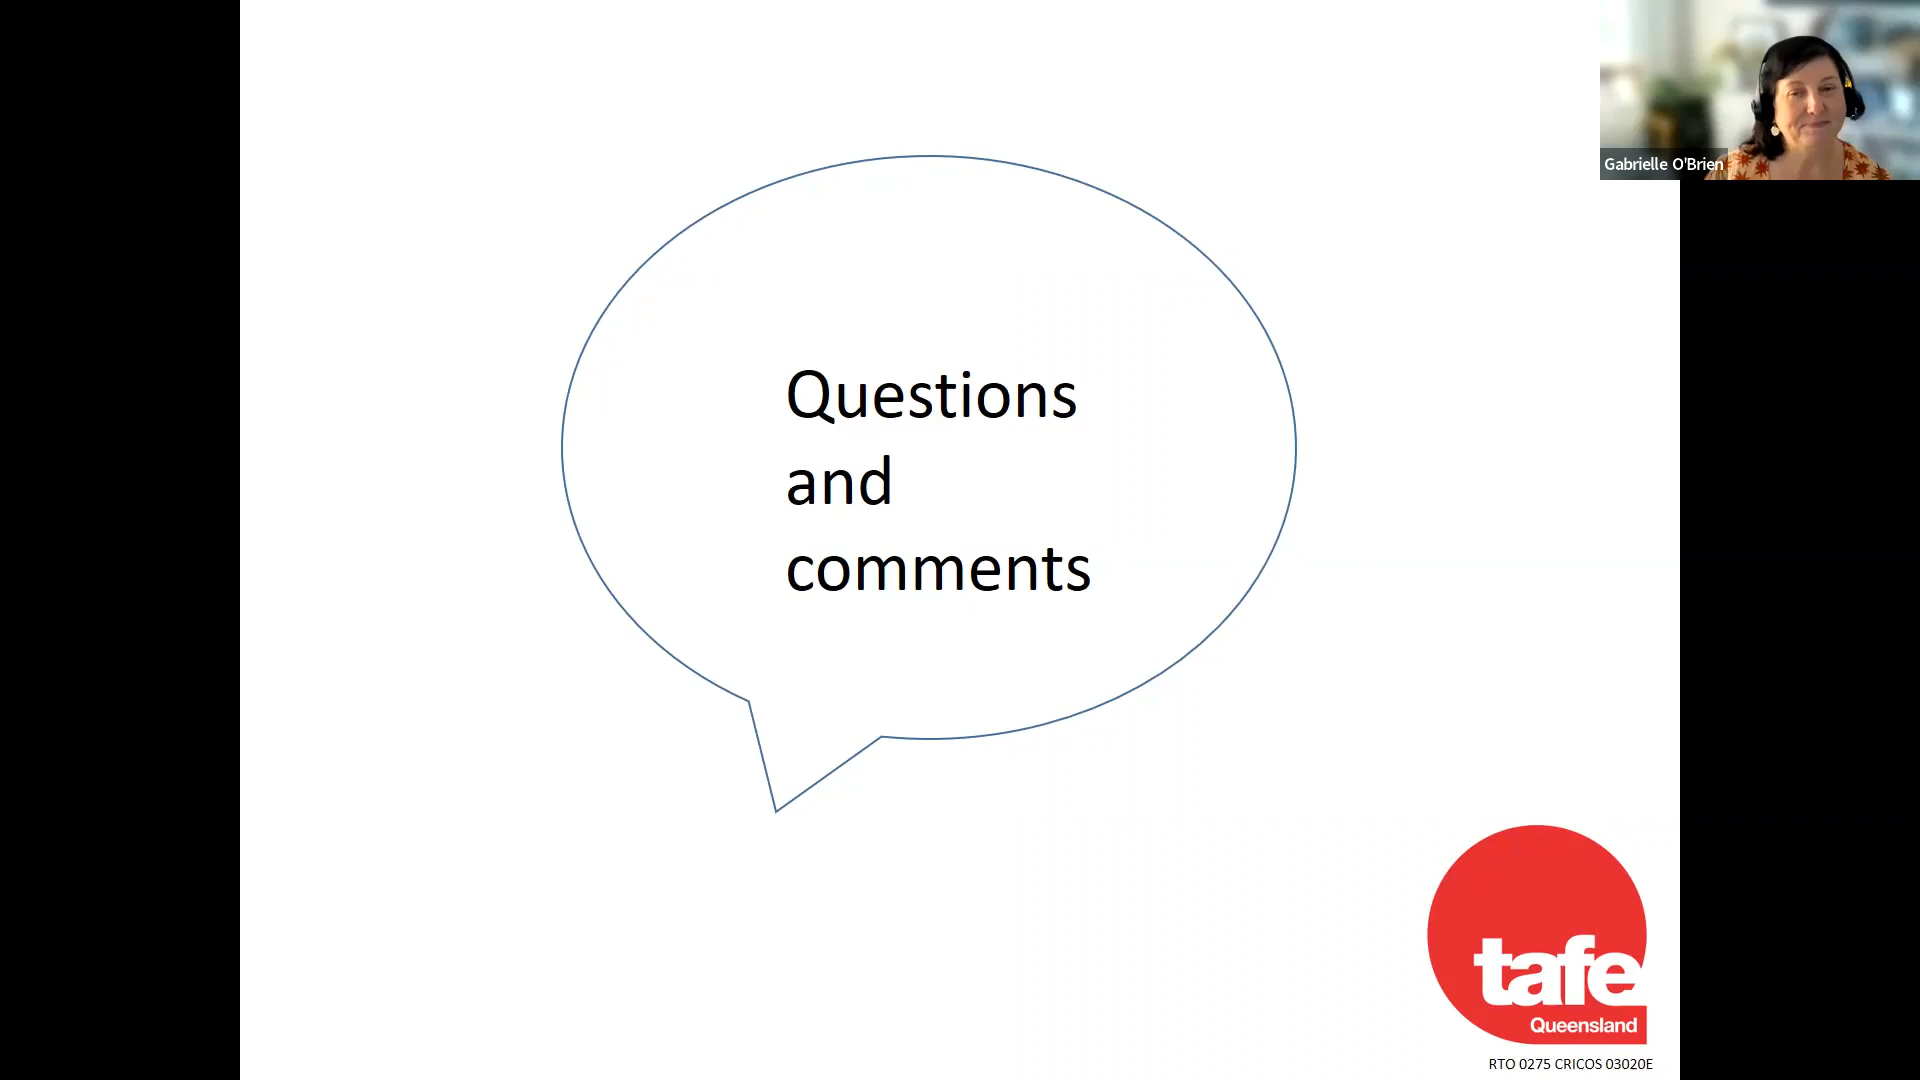 Gabrielle O'Brien
Questions
and
comments
tafe
Queensland
RTO 0275 CRICOS 03020E